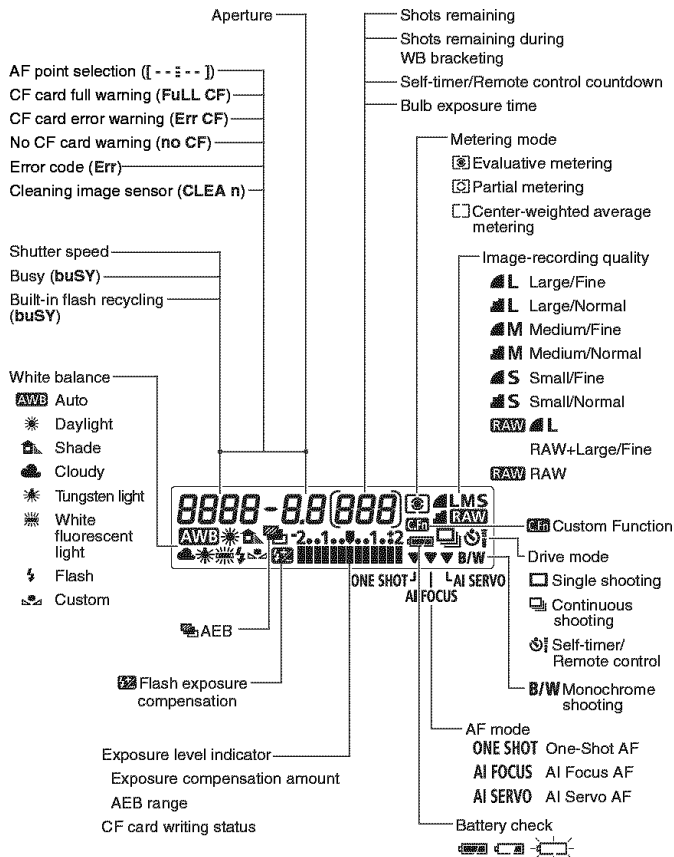 Aperture
Shots remaining
Shots remaining during
WB bracketing
Self-timer/Remote control countdown
Bulb exposure time
AF point selection ([ - - - - ])
CF card full warning (FuLL CF)
CF card error warning (Err CF)
No CF card warning (no CF)
Error code (Err)
Cleaning image sensor (CLEA n)
Metering mode
Evaluative metering
Partial metering
Center-weighted average
metering
Shutter speed
Busy (buSY)
Built-in flash recycling
(buSY)
Image-recording quality
L Large/Fine
L Large/Normal
M Medium/Fine
M Medium/Normal
S Small/Fine
S Small/Normal
RAW L
RAW+Large/Fine
RAW RAW
White balance
AWB Auto
Daylight
Shade
Cloudy
Tungsten light
White
fluorescent
light
Flash
Custom
8888-8.8[888] LMS
RAW
C.Fn
AWB -2..1...1.+2
B/W
ONE SHOT
AI FOCUS
AI SERVO
C.Fn Custom Function
Drive mode
Single shooting
Continuous
shooting
Self-timer/
Remote control
B/W Monochrome
shooting
AEB
Flash exposure
compensation
Exposure level indicator
Exposure compensation amount
AEB range
CF card writing status
AF mode
ONE SHOT One-Shot AF
AI FOCUS AI Focus AF
AI SERVO AI Servo AF
Battery check